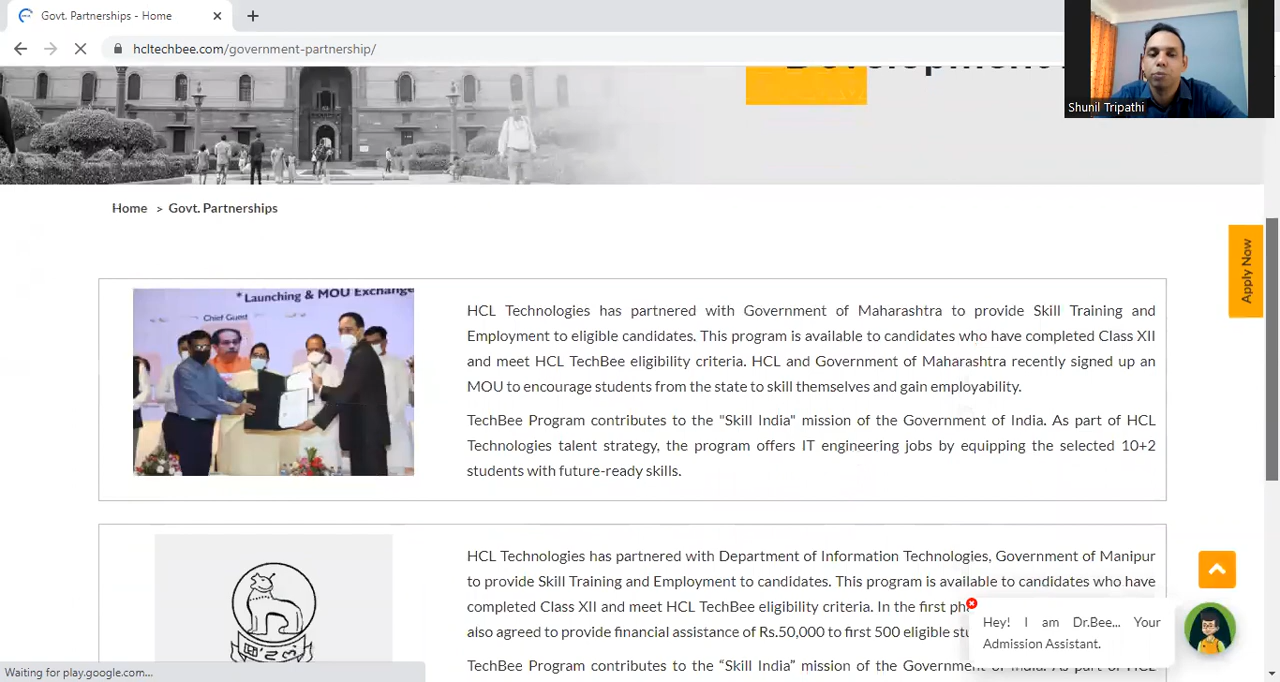 Govt. Partnerships - Home
hcltechbee.com/government-partnership/
Shunil Tripathi
Home > Govt. Partnerships
Apply Now
* Launching & MOU Exchange
Chief Guest
HCL Technologies has partnered with Government of Maharashtra to provide Skill Training and
Employment to eligible candidates. This program is available to candidates who have completed Class XII
and meet HCL TechBee eligibility criteria. HCL and Government of Maharashtra recently signed up an
MOU to encourage students from the state to skill themselves and gain employability.
TechBee Program contributes to the “Skill India” mission of the Government of India. As part of HCL
Technologies talent strategy, the program offers IT engineering jobs by equipping the selected 10+2
students with future-ready skills.
HCL Technologies has partnered with Department of Information Technologies, Government of Manipur
to provide Skill Training and Employment to candidates. This program is available to candidates who have
completed Class XII and meet HCL TechBee eligibility criteria. In the first
also agreed to provide financial assistance of Rs.50,000 to first 500 eligible
TechBee Program contributes to the “Skill India” mission of the Government
Hey! I am Dr.Bee... Your
Admission Assistant.
Waiting for play.google.com...